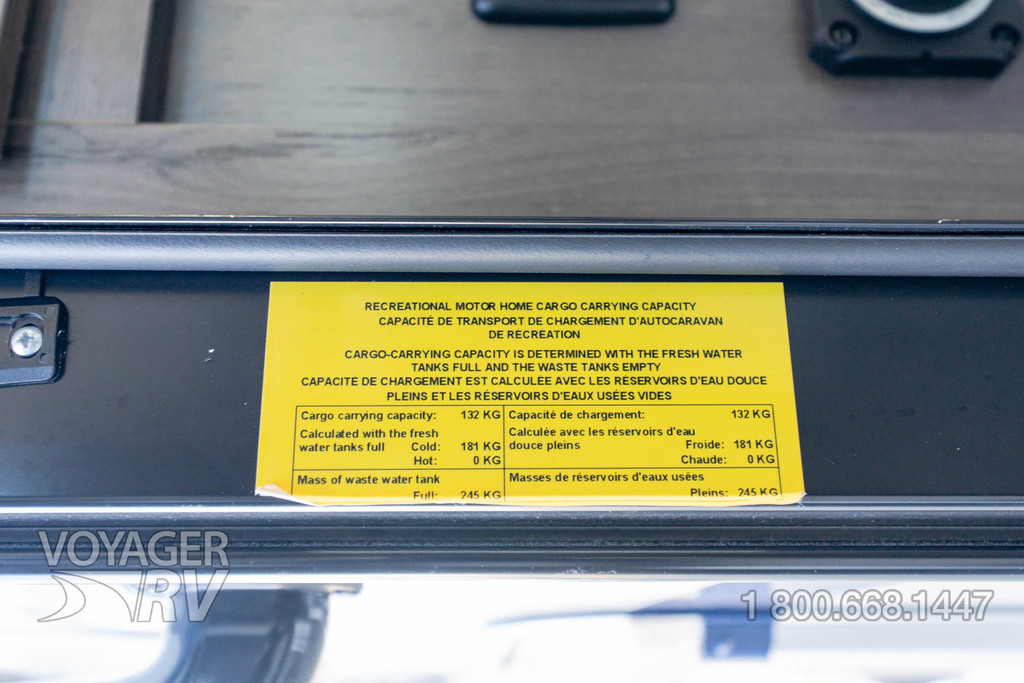 RECREATIONAL MOTOR HOME CARGO CARRYING CAPACITY
CAPACITÉ DE TRANSPORT DE CHARGEMENT D'AUTOCARAVAN
DE RÉCRÉATION
CARGO-CARRYING CAPACITY IS DETERMINED WITH THE FRESH WATER
TANKS FULL AND THE WASTE TANKS EMPTY
CAPACITÉ DE CHARGEMENT EST CALCULÉE AVEC LES RÉSERVOIRS D'EAU DOUCE
PLEINS ET LES RÉSERVOIRS D'EAUX USÉES VIDES
Cargo carrying capacity: 132 KG
Calculated with the fresh
water tanks full Cold: 181 KG
Hot: 0 KG
Mass of waste water tank
Full: 245 KG
Capacité de chargement: 132 KG
Calculée avec les réservoirs d'eau
douce pleins Froide: 181 KG
Chaude: 0 KG
Masses de réservoirs d'eaux usées
Pleins: 245 KG
VOYAGER
RV
1 800.668.1447